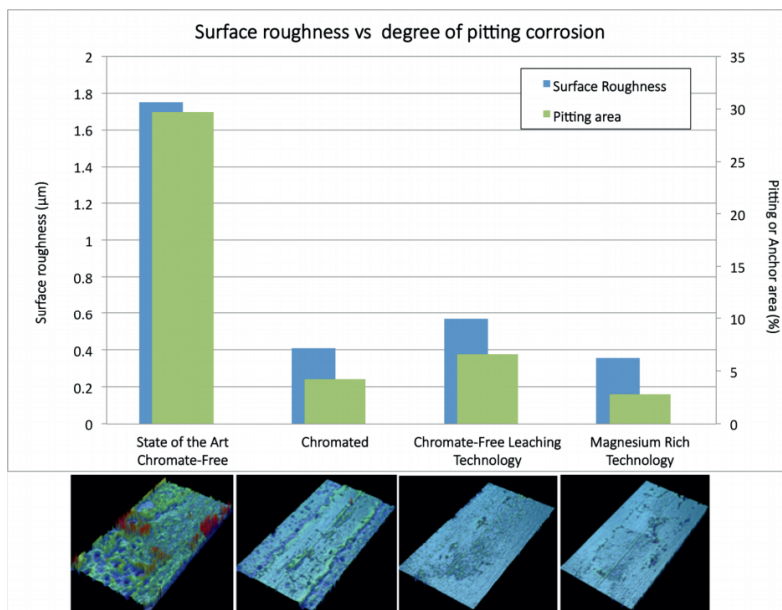 Surface roughness vs degree of pitting corrosion
2
1.8
1.6
1.4
1.2
1
0.8
0.6
0.4
0.2
0
Surface roughness (µm)
35
30
25
20
15
10
5
0
Pitting or Anchor area (%)
Surface Roughness
Pitting area
State of the Art
Chromate-Free
Chromated
Chromate-Free Leaching
Technology
Magnesium Rich
Technology